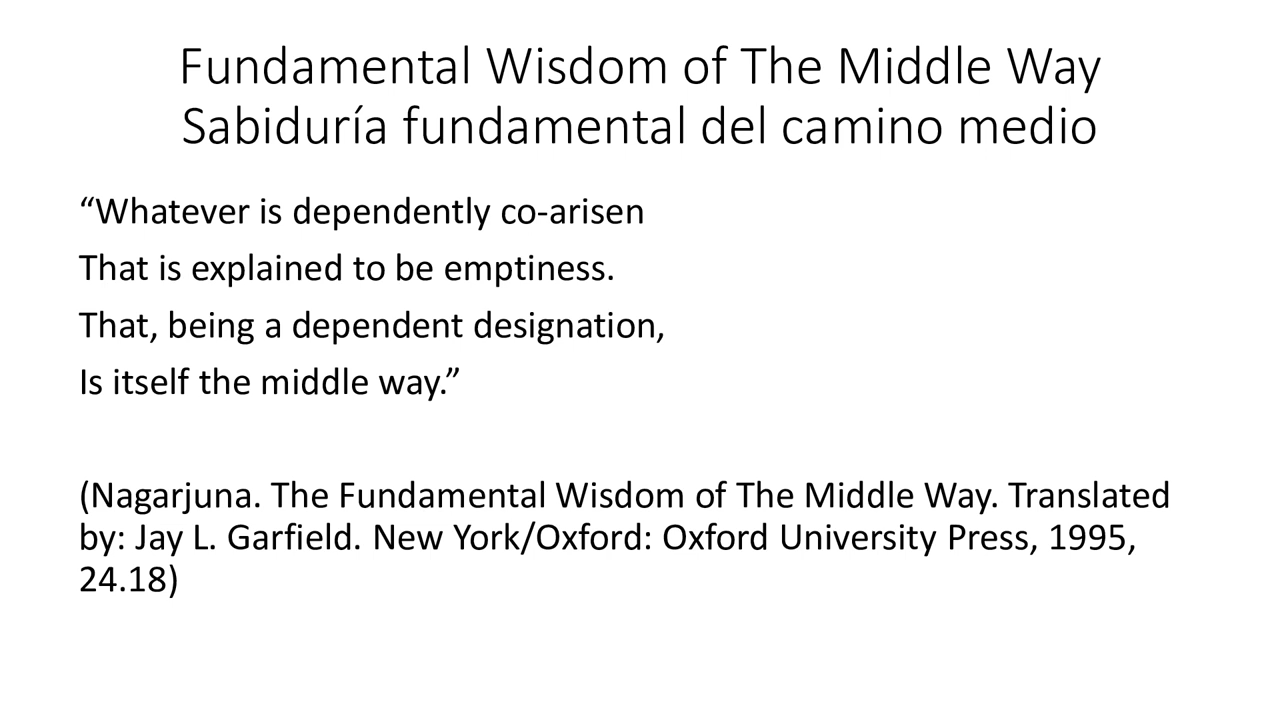 Fundamental Wisdom of The Middle Way
Sabiduría fundamental del camino medio
“Whatever is dependently co-arisen
That is explained to be emptiness.
That, being a dependent designation,
Is itself the middle way.”
(Nagarjuna. The Fundamental Wisdom of The Middle Way. Translated
by: Jay L. Garfield. New York/Oxford: Oxford University Press, 1995,
24.18)